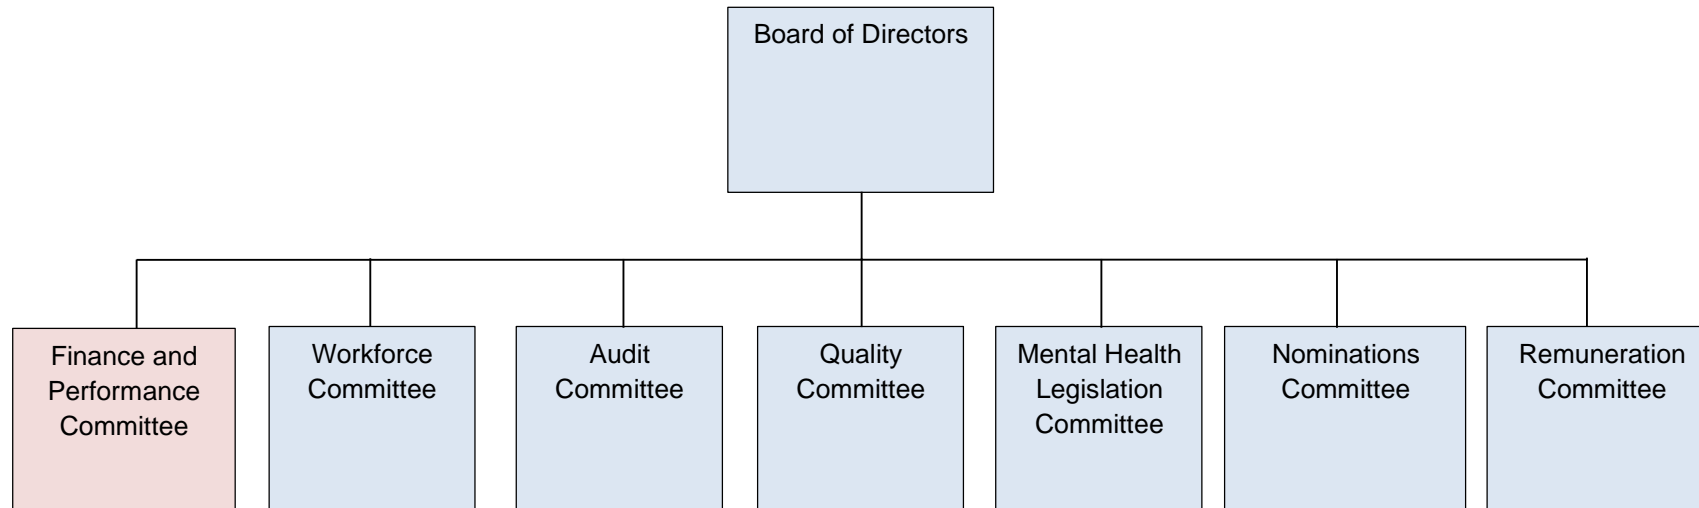 Board of Directors
Finance and
Performance
Committee
Workforce
Committee
Audit
Committee
Quality
Committee
Mental Health
Legislation
Committee
Nominations
Committee
Remuneration
Committee